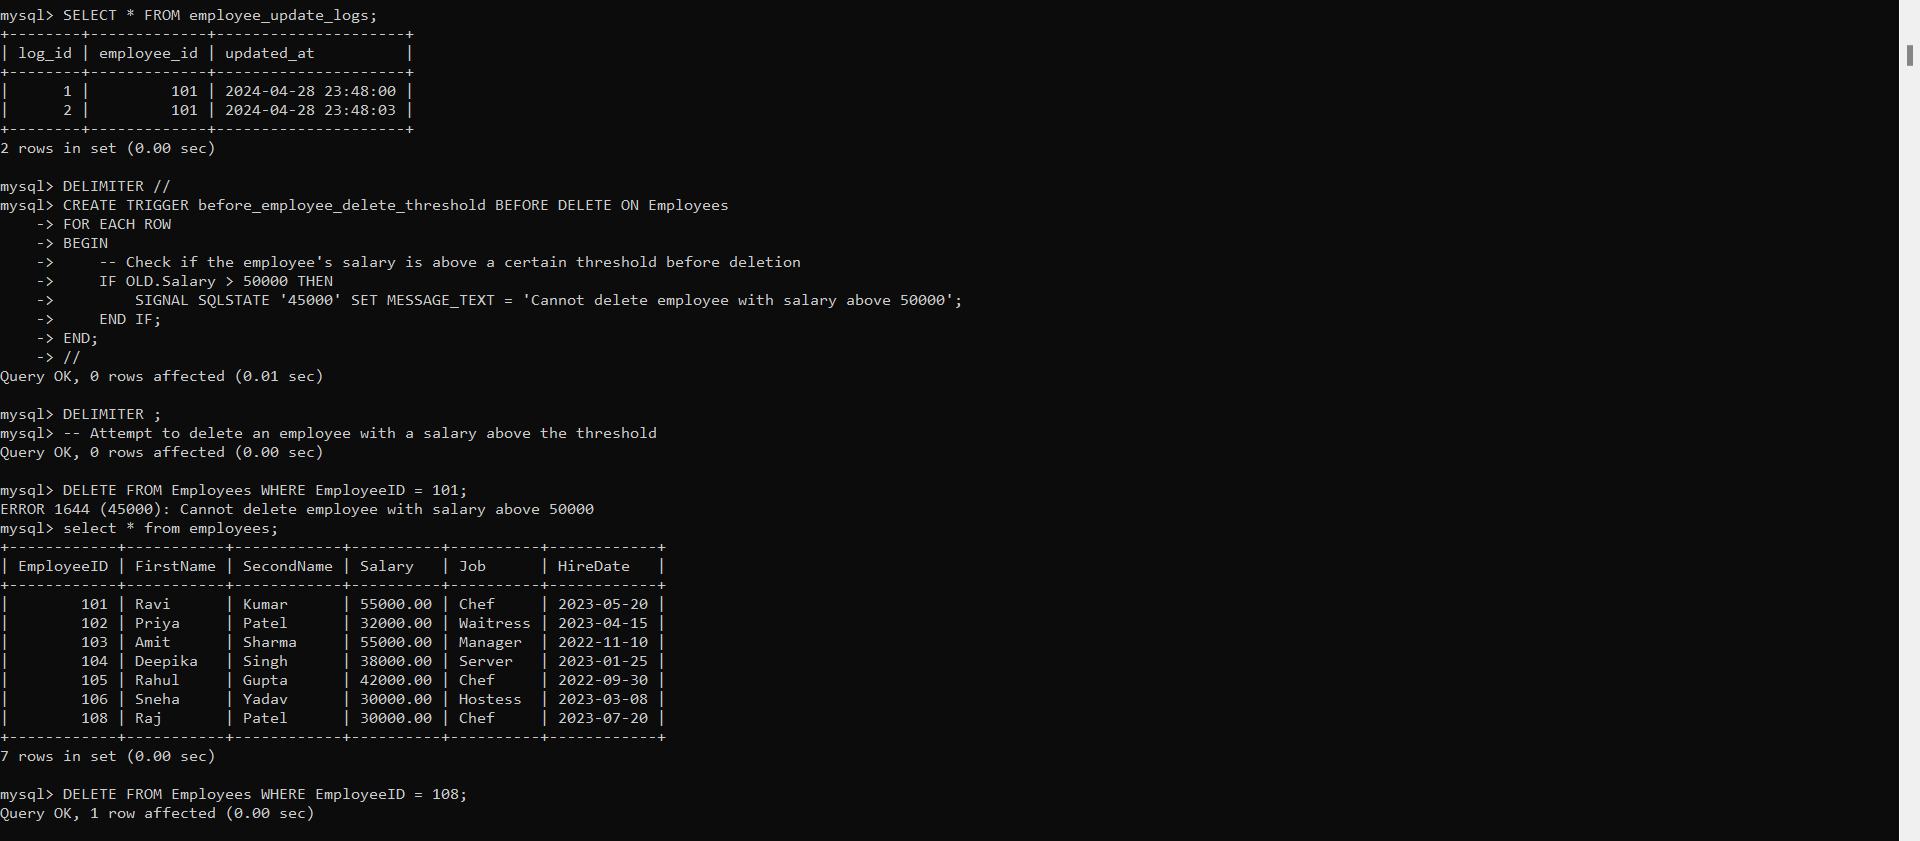 mysql> SELECT * FROM employee_update_logs;
+--------+-------------+---------------------+
| log_id | employee_id | updated_at          |
+--------+-------------+---------------------+
|      1 |         101 | 2024-04-28 23:48:00 |
|      2 |         101 | 2024-04-28 23:48:03 |
+--------+-------------+---------------------+
2 rows in set (0.00 sec)

mysql> DELIMITER //
mysql> CREATE TRIGGER before_employee_delete_threshold BEFORE DELETE ON Employees
    -> FOR EACH ROW
    -> BEGIN
    ->     -- Check if the employee's salary is above a certain threshold before deletion
    ->     IF OLD.Salary > 50000 THEN
    ->         SIGNAL SQLSTATE '45000' SET MESSAGE_TEXT = 'Cannot delete employee with salary above 50000';
    ->     END IF;
    -> END;
    -> //
Query OK, 0 rows affected (0.01 sec)

mysql> DELIMITER ;
mysql> -- Attempt to delete an employee with a salary above the threshold
Query OK, 0 rows affected (0.00 sec)

mysql> DELETE FROM Employees WHERE EmployeeID = 101;
ERROR 1644 (45000): Cannot delete employee with salary above 50000
mysql> select * from employees;
+------------+-----------+------------+----------+----------+------------+
| EmployeeID | FirstName | SecondName | Salary   | Job      | HireDate   |
+------------+-----------+------------+----------+----------+------------+
|        101 | Ravi      | Kumar      | 55000.00 | Chef     | 2023-05-20 |
|        102 | Priya     | Patel      | 32000.00 | Waitress | 2023-04-15 |
|        103 | Amit      | Sharma     | 55000.00 | Manager  | 2022-11-10 |
|        104 | Deepika   | Singh      | 38000.00 | Server   | 2023-01-25 |
|        105 | Rahul     | Gupta      | 42000.00 | Chef     | 2022-09-30 |
|        106 | Sneha     | Yadav      | 30000.00 | Hostess  | 2023-03-08 |
|        108 | Raj       | Patel      | 30000.00 | Chef     | 2023-07-20 |
+------------+-----------+------------+----------+----------+------------+
7 rows in set (0.00 sec)

mysql> DELETE FROM Employees WHERE EmployeeID = 108;
Query OK, 1 row affected (0.00 sec)